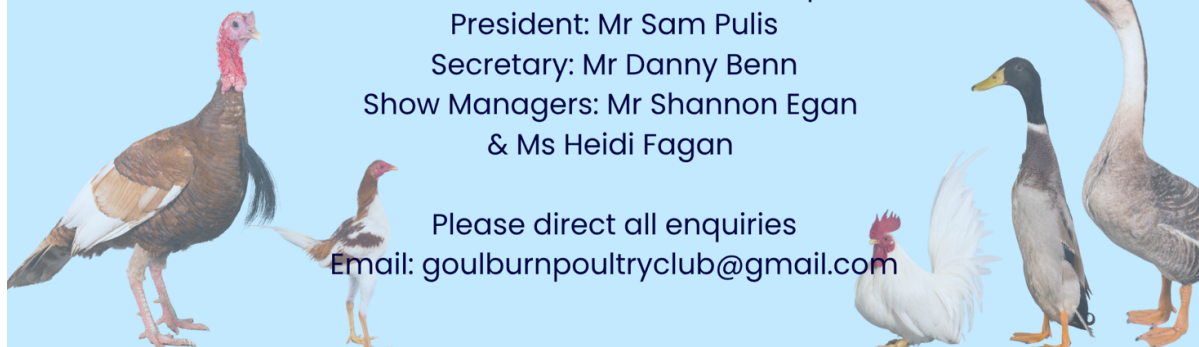 President: Mr Sam Pulis
Secretary: Mr Danny Benn
Show Managers: Mr Shannon Egan
& Ms Heidi Fagan
Please direct all enquiries
Email: goulburnpoultryclub@gmail.com